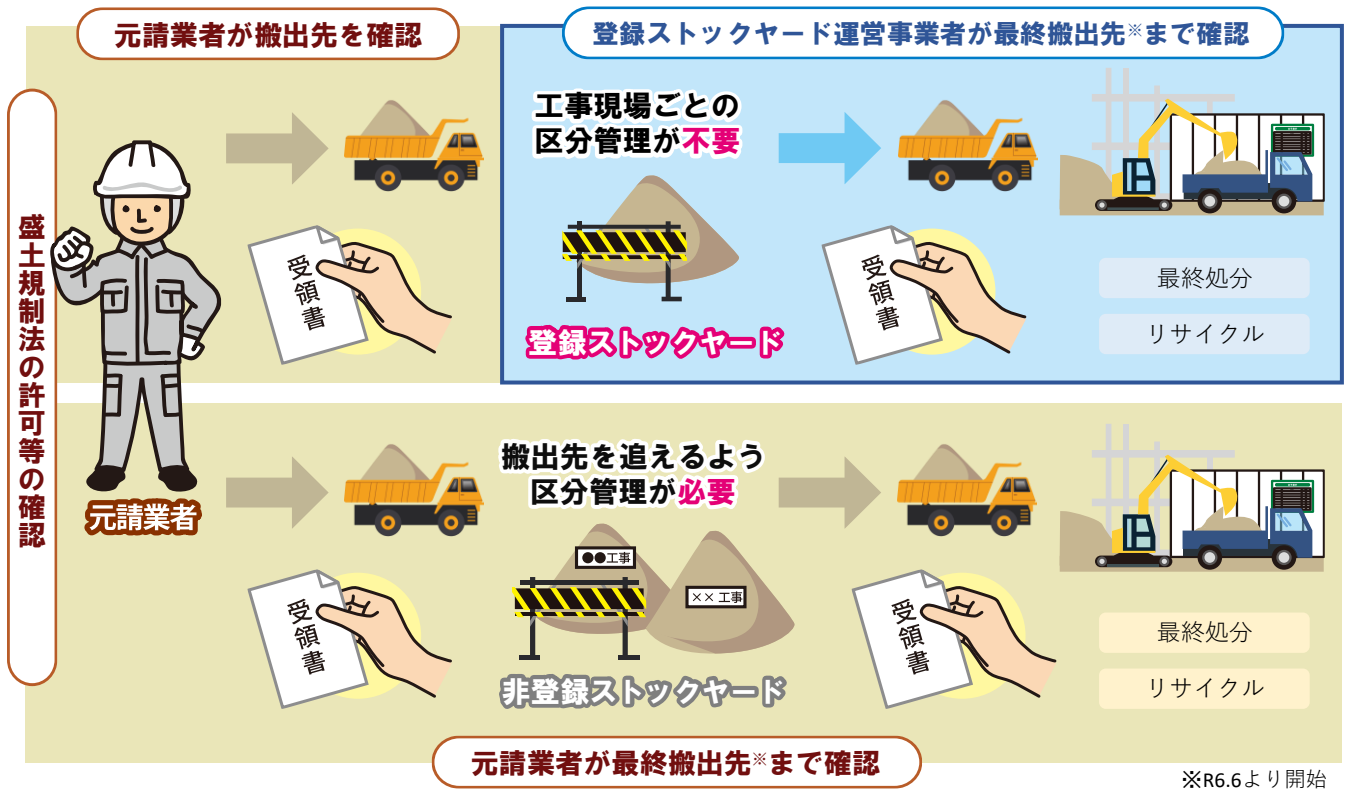 元請業者が搬出先を確認
登録ストックヤード運営事業者が最終搬出先※まで確認
盛土規制法の許可等の確認
元請業者
受領書
工事現場ごとの
区分管理が不要
登録ストックヤード
受領書
最終処分
リサイクル
搬出先を追えるよう
区分管理が必要
受領書
●●工事
××工事
非登録ストックヤード
受領書
最終処分
リサイクル
元請業者が最終搬出先※まで確認
※R6.6より開始